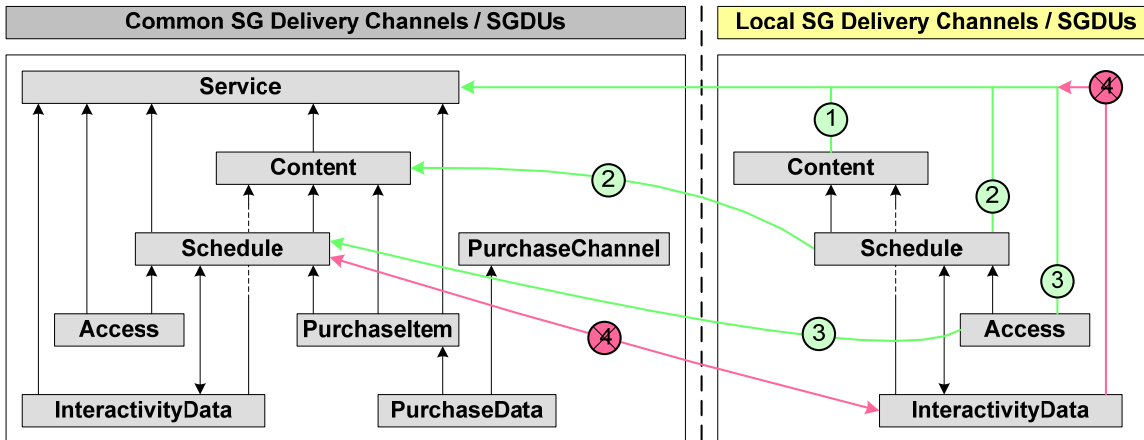 Common SG Delivery Channels / SGDUs
Local SG Delivery Channels / SGDUs
Service
4
1
Content
Content
2
2
Schedule
PurchaseChannel
Schedule
3
Access
PurchaseItem
4
3
Access
InteractivityData
PurchaseData
InteractivityData